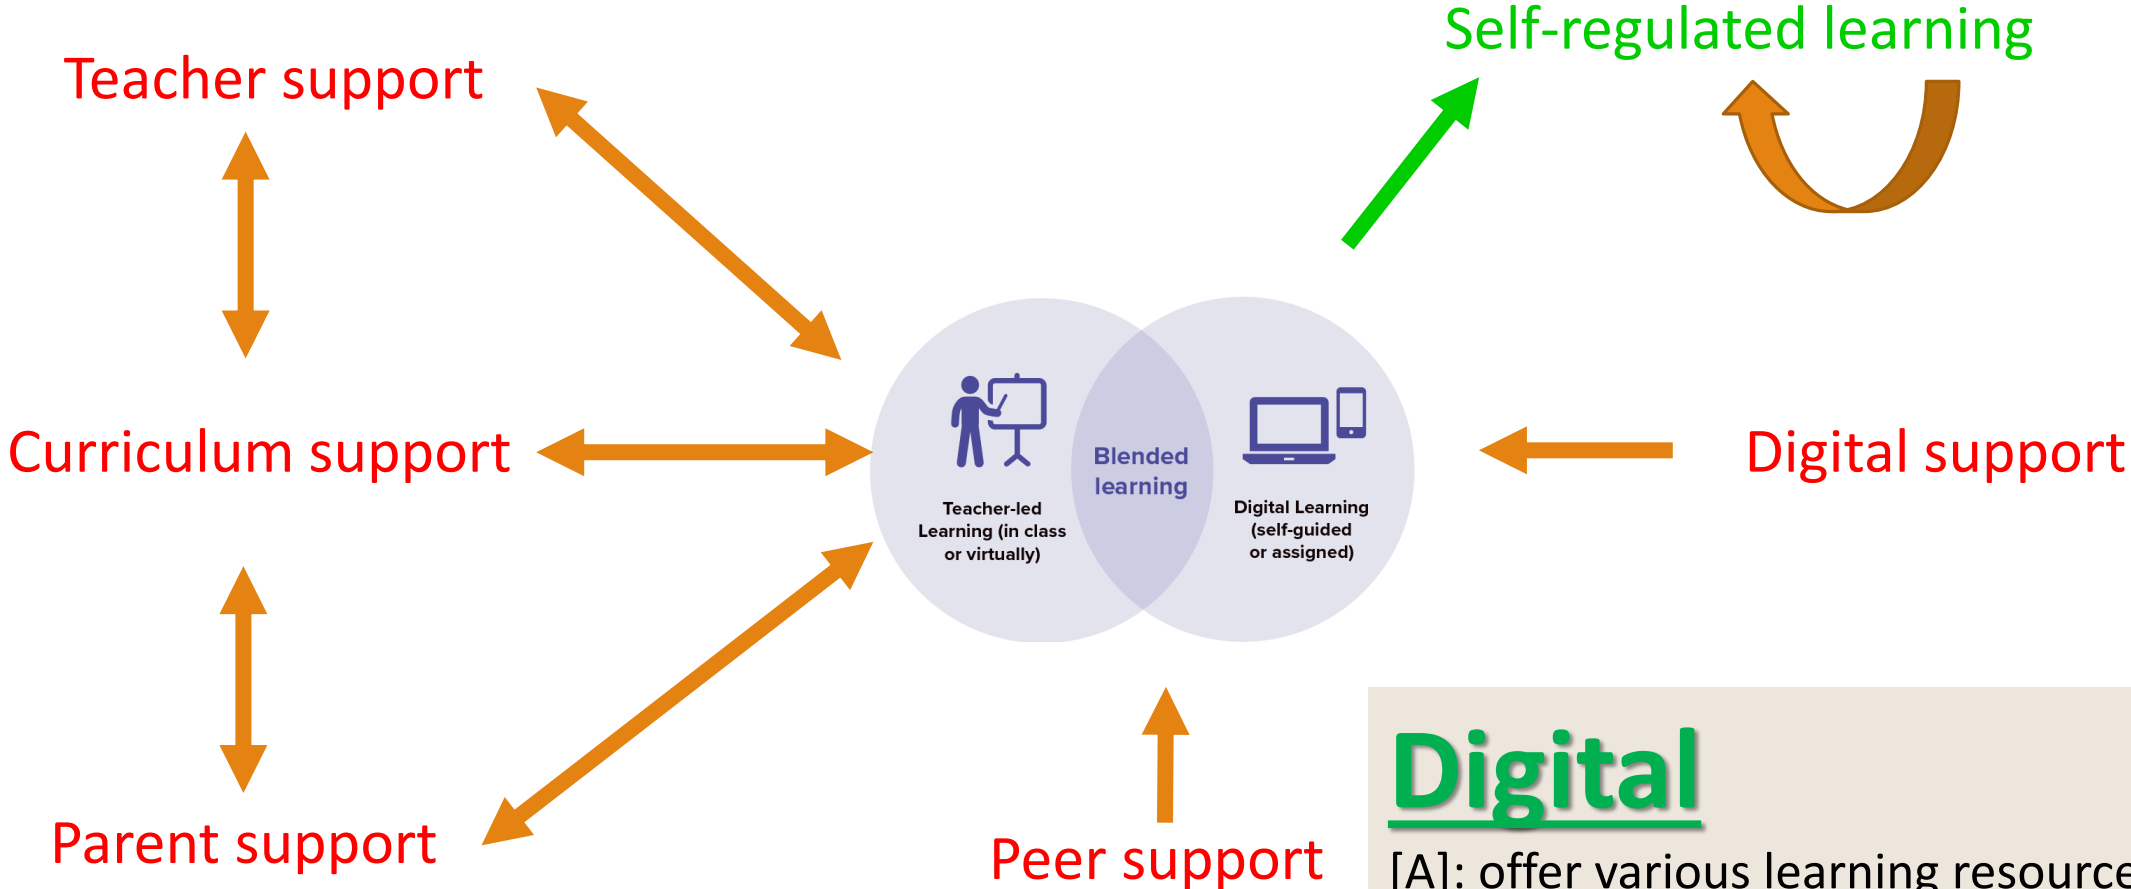 Self-regulated learning
Teacher support
Curriculum support
Blended
learning
Teacher-led
Learning (in class
or virtually)
Digital Learning
(self-guided
or assigned)
Digital support
Parent support
Peer support
Digital
[A]: offer various learning resource